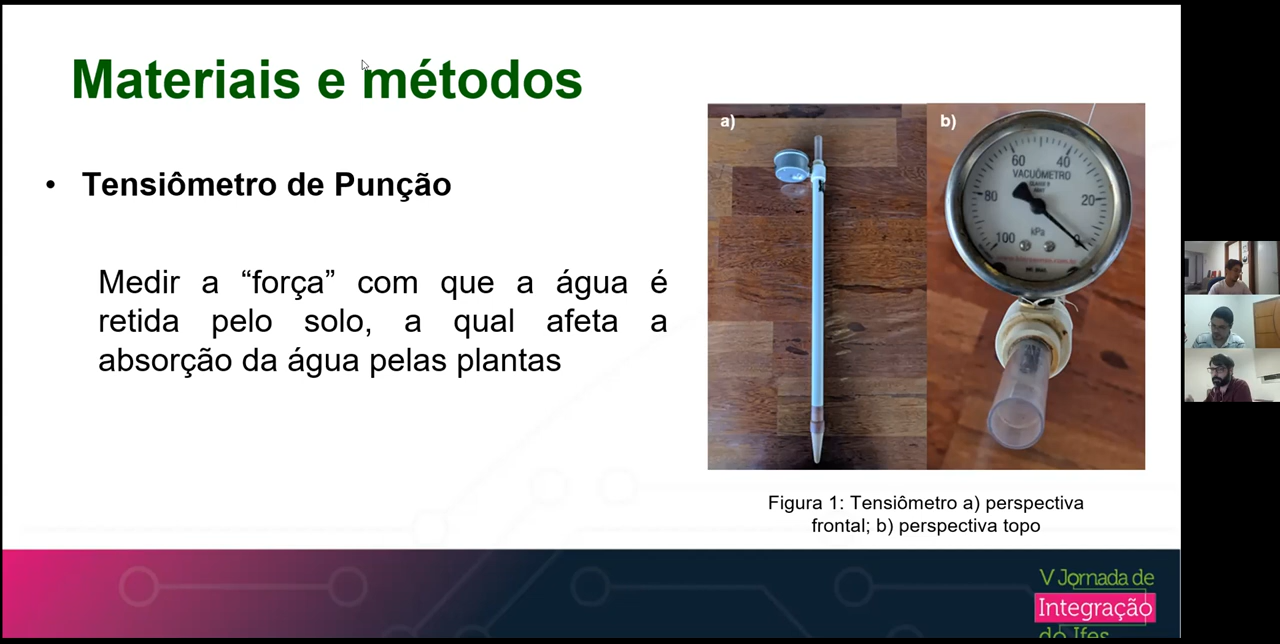 Materiais e métodos
• Tensiômetro de Punção
Medir a “força” com que a água é
retida pelo solo, a qual afeta a
absorção da água pelas plantas
a)
b)
60 40
VACUÔMETRO
80 20
kPa
100 0
Figura 1: Tensiômetro a) perspectiva
frontal; b) perspectiva topo
V Jornada de
Integração
do Ifes